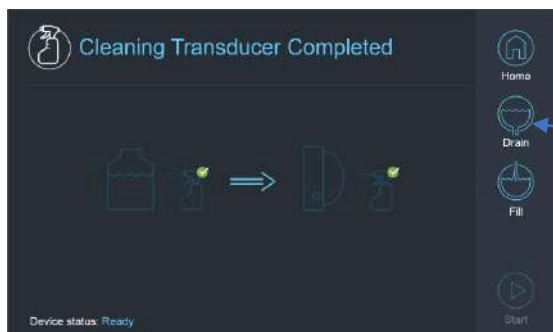 Cleaning Transducer Completed
Home
Drain
Fill
Start
Device status: Ready